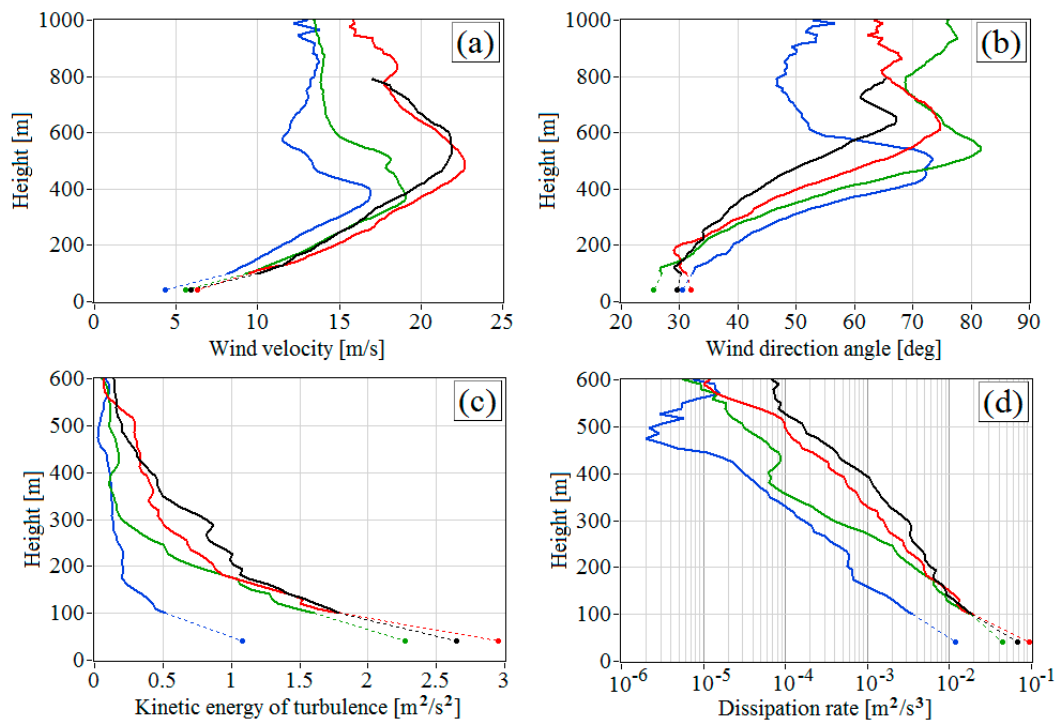 1000
800
600
400
200
0
Height [m]
(a)
0 5 10 15 20 25
Wind velocity [m/s]
1000
800
600
400
200
0
Height [m]
(b)
20 30 40 50 60 70 80 90
Wind direction angle [deg]
600
500
400
300
200
100
0
Height [m]
(c)
0 0.5 1 1.5 2 2.5 3
Kinetic energy of turbulence [m²/s²]
600
500
400
300
200
100
0
Height [m]
(d)
10⁻⁶ 10⁻⁵ 10⁻⁴ 10⁻³ 10⁻² 10⁻¹
Dissipation rate [m²/s³]